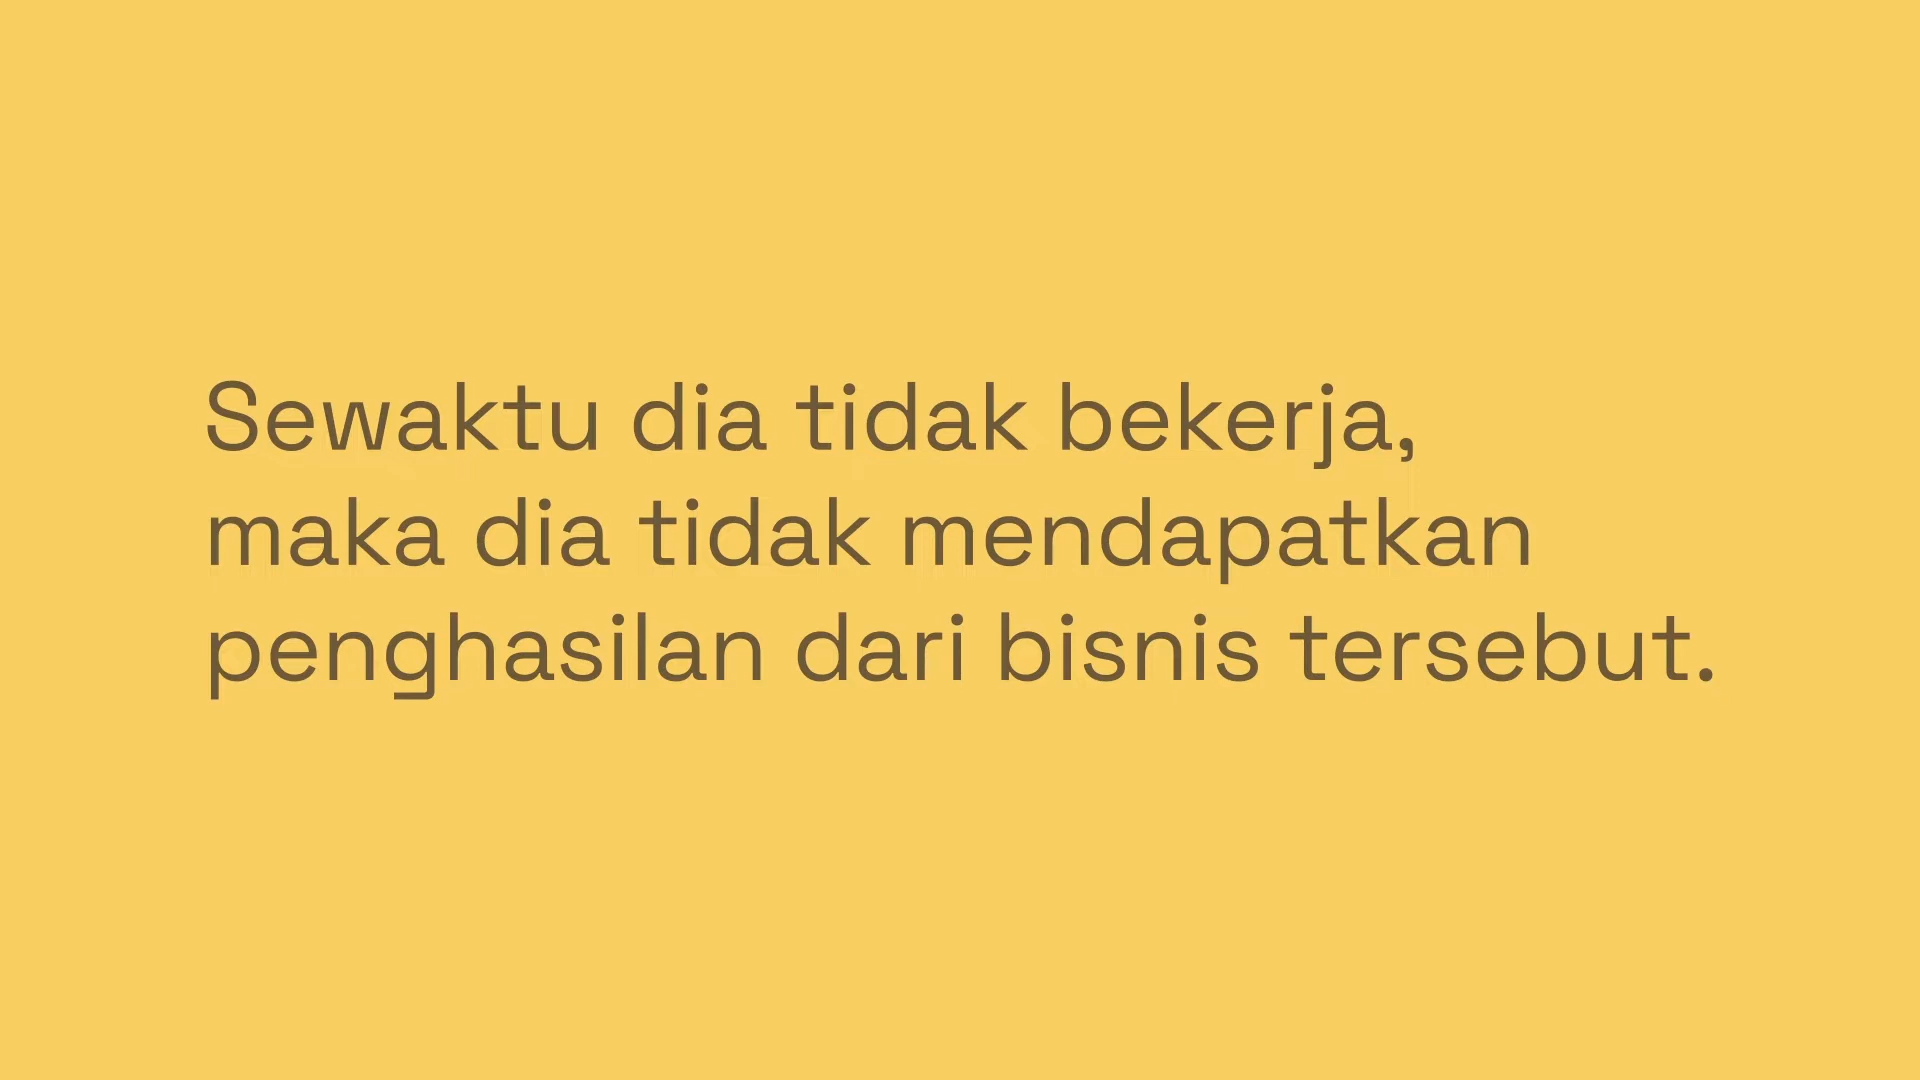 Sewaktu dia tidak bekerja,
maka dia tidak mendapatkan
penghasilan dari bisnis tersebut.